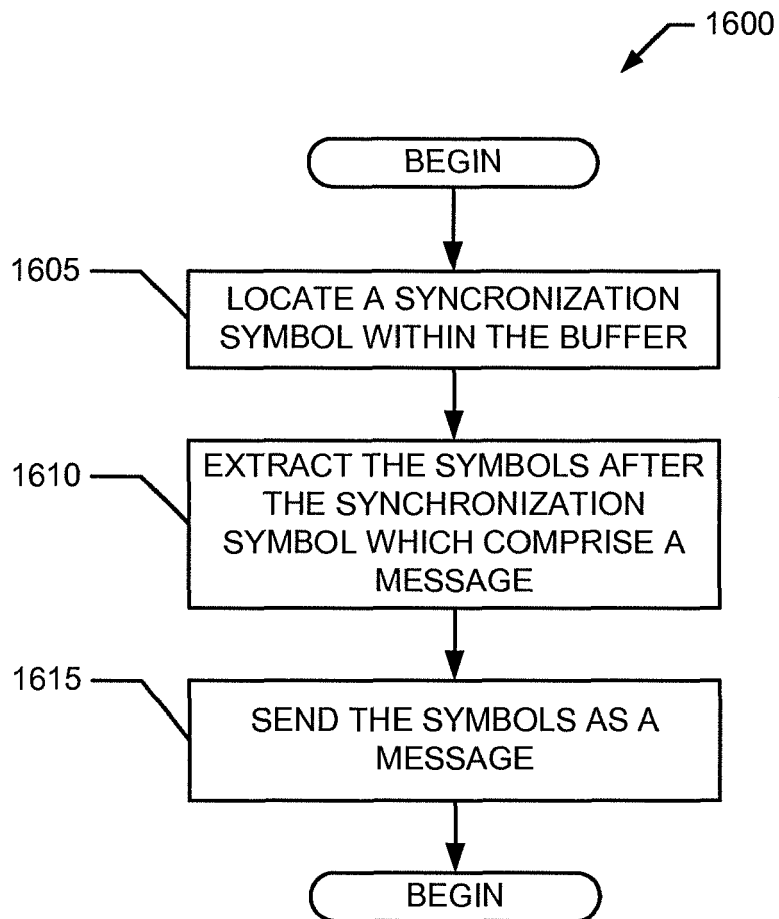 1600
BEGIN
1605
LOCATE A SYNCRONIZATION
SYMBOL WITHIN THE BUFFER
1610
EXTRACT THE SYMBOLS AFTER
THE SYNCHRONIZATION
SYMBOL WHICH COMPRISE A
MESSAGE
1615
SEND THE SYMBOLS AS A
MESSAGE
BEGIN